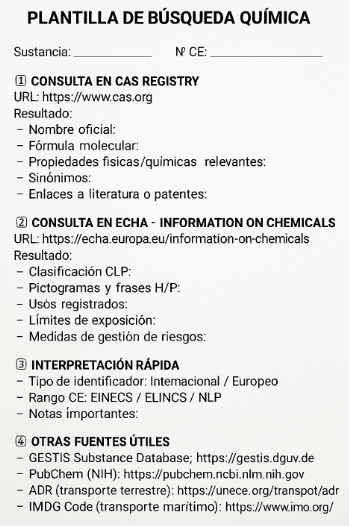 PLANTILLA DE BÚSQUEDA QUÍMICA
Sustancia: ____________ Nº CE: _________________
1 CONSULTA EN CAS REGISTRY
URL: https://www.cas.org
Resultado:
– Nombre oficial:
– Fórmula molecular:
– Propiedades fisicas/quimicas relevantes:
– Sinónimos:
– Enlaces a literatura o patentes:
2 CONSULTA EN ECHA - INFORMATION ON CHEMICALS
URL: https://echa.europa.eu/information-on-chemicals
Resultado:
– Clasificación CLP:
– Pictogramas y frases H/P:
– Usos registrados:
– Límites de exposición:
– Medidas de gestión de riesgos:
3 INTERPRETACIÓN RÁPIDA
– Tipo de identificador: Intemacional / Europeo
– Rango CE: EINECS / ELINCS / NLP
– Notas importantes:
4 OTRAS FUENTES ÚTILES
– GESTIS Substance Database; https://gestis.dguv.de
– PubChem (NIH): https://pubchem.ncbi.nlm.nih.gov
– ADR (transporte terrestre): https://unece.org/transpot/adr
– IMDG Code (transporte marítimo): https://www.imo.org/